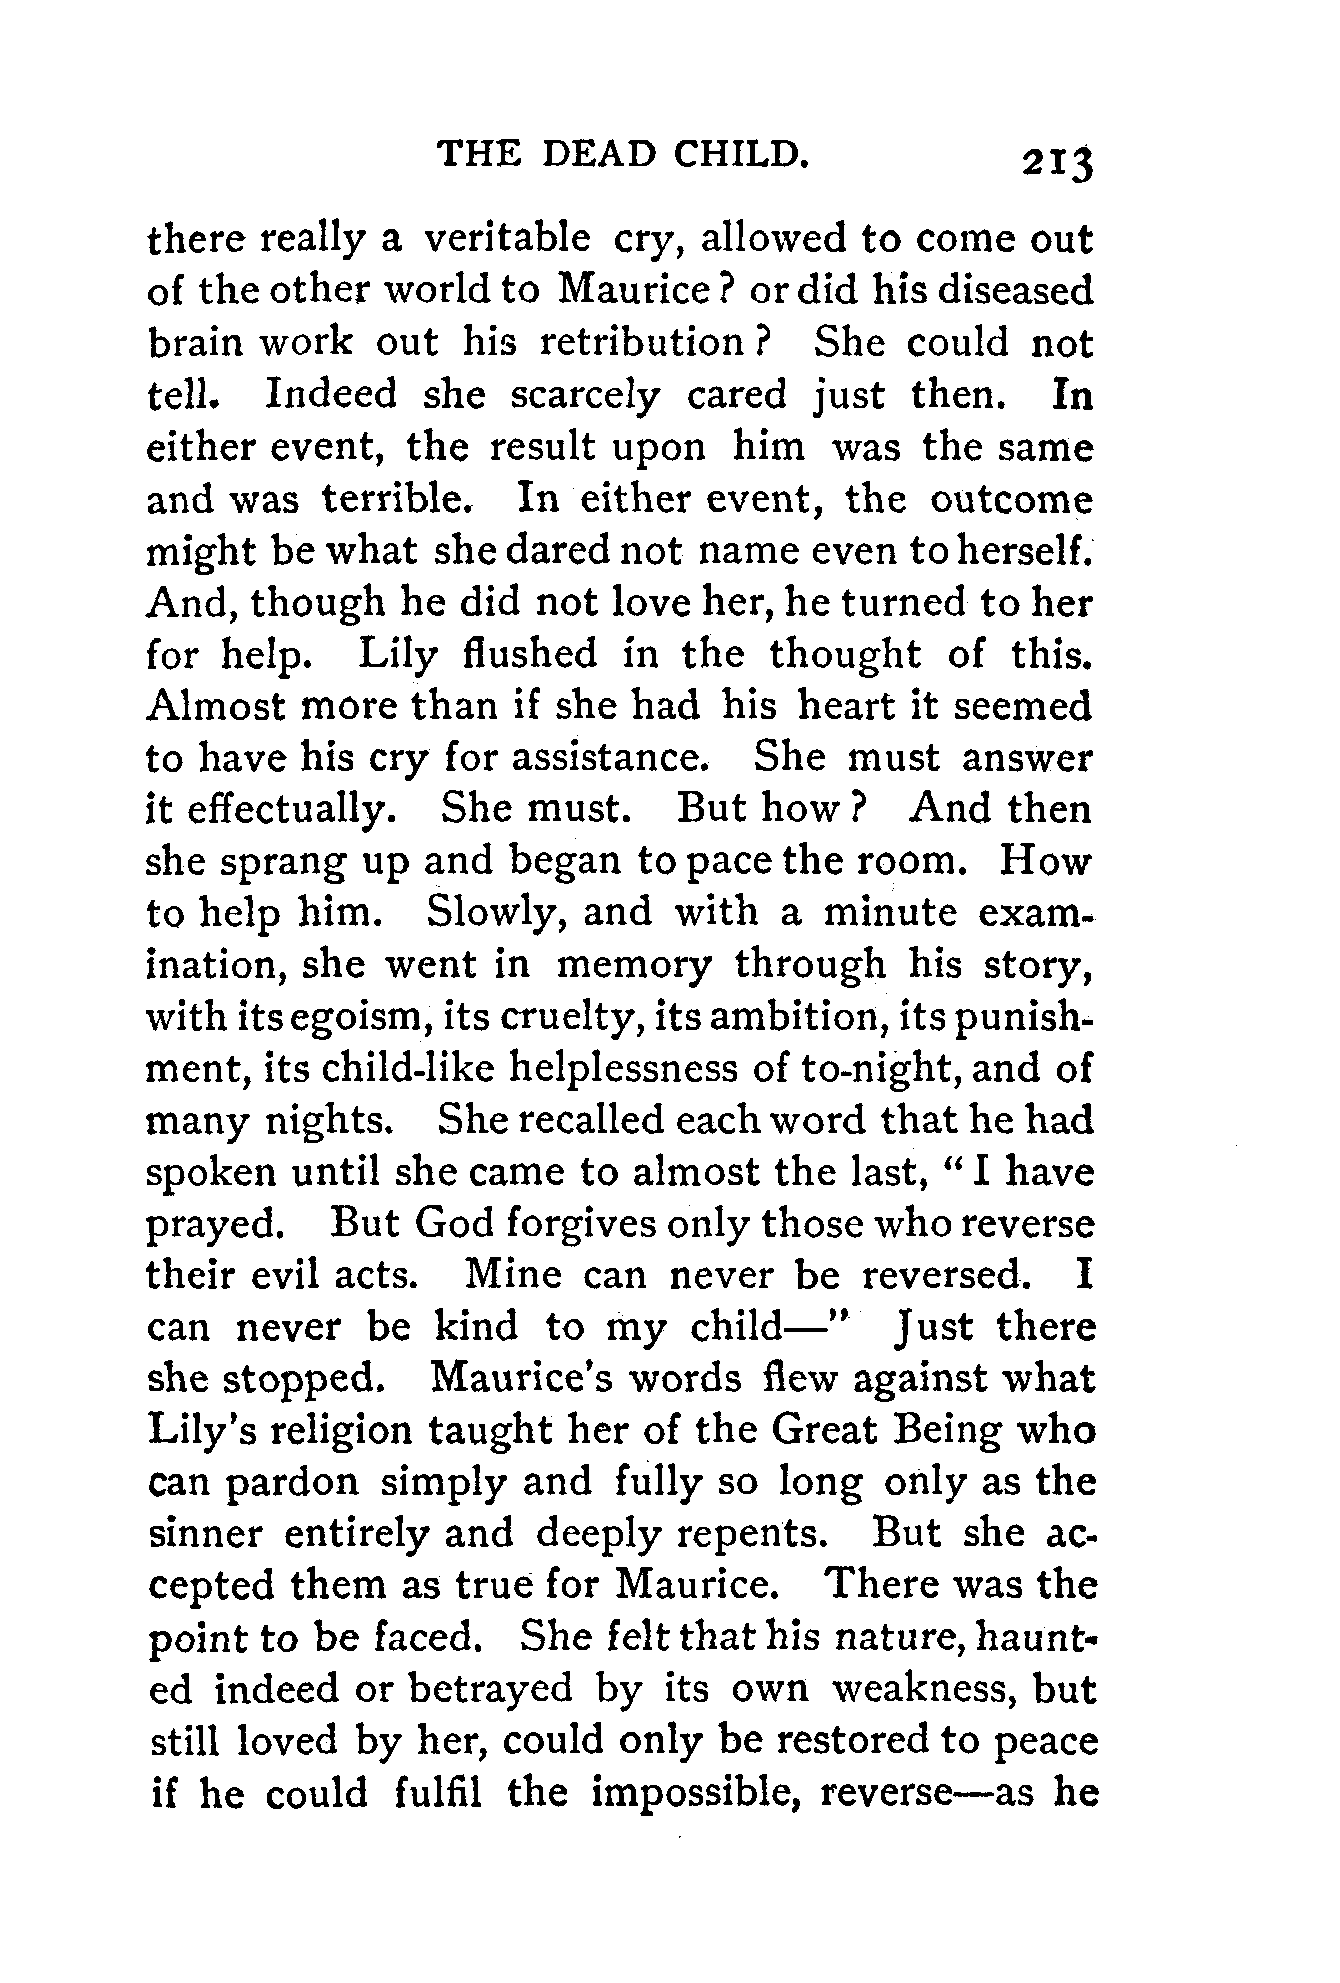 THE DEAD CHILD. 213
there really a veritable cry, allowed to come out
of the other world to Maurice? or did his diseased
brain work out his retribution? She could not
tell. Indeed she scarcely cared just then. In
either event, the result upon him was the same
and was terrible. In either event, the outcome
might be what she dared not name even to herself.
And, though he did not love her, he turned to her
for help. Lily flushed in the thought of this.
Almost more than if she had his heart it seemed
to have his cry for assistance. She must answer
it effectually. She must. But how? And then
she sprang up and began to pace the room. How
to help him. Slowly, and with a minute exam-
ination, she went in memory through his story,
with its egoism, its cruelty, its ambition, its punish-
ment, its child-like helplessness of to-night, and of
many nights. She recalled each word that he had
spoken until she came to almost the last, "I have
prayed. But God forgives only those who reverse
their evil acts. Mine can never be reversed. I
can never be kind to my child—" Just there
she stopped. Maurice's words flew against what
Lily's religion taught her of the Great Being who
can pardon simply and fully so long only as the
sinner entirely and deeply repents. But she ac-
cepted them as true for Maurice. There was the
point to be faced. She felt that his nature, haunt-
ed indeed or betrayed by its own weakness, but
still loved by her, could only be restored to peace
if he could fulfil the impossible, reverse—as he